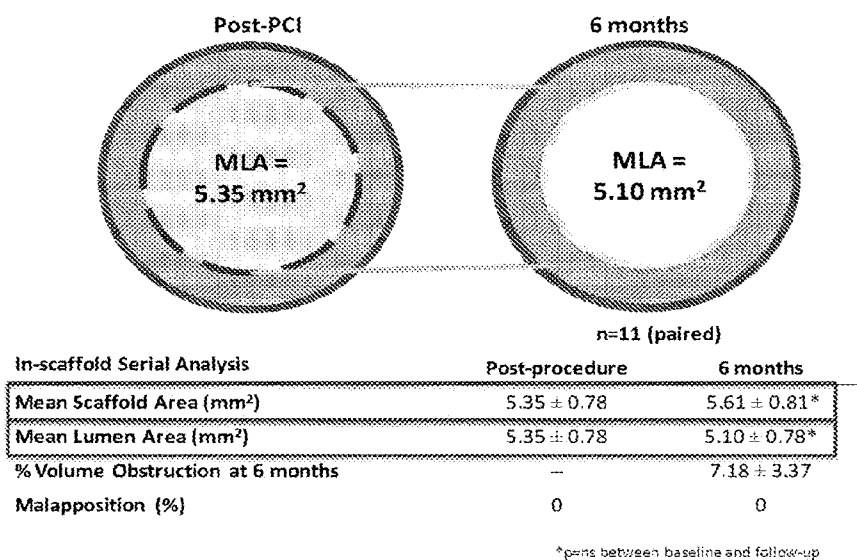 Post-PCI 6 months
MLA =
5.35 mm²
MLA =
5.10 mm²
n=11 (paired)
In-scaffold Serial Analysis Post-procedure 6 months
Mean Scaffold Area (mm²) 5.35 ± 0.78 5.61 ± 0.81*
Mean Lumen Area (mm²) 5.35 ± 0.78 5.10 ± 0.78*
% Volume Obstruction at 6 months — 7.18 ± 3.37
Malapposition (%) 0 0
*p=ns between baseline and follow-up